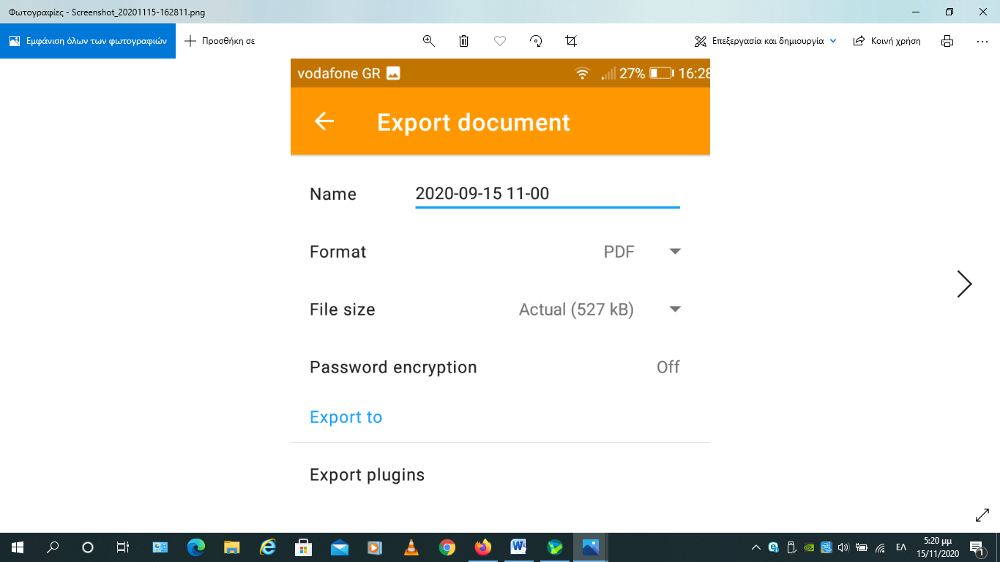 Φωτογραφίες - Screenshot_20201115-162811.png
Εμφάνιση όλων των φωτογραφιών
Προσθήκη σε
Επεξεργασία και δημιουργία
Κοινή χρήση
vodafone GR
27%
16:28
Export document
Name
2020-09-15 11-00
Format
PDF
File size
Actual (527 kB)
Password encryption
Off
Export to
Export plugins
ΕΛ
5:20 μμ
15/11/2020
1